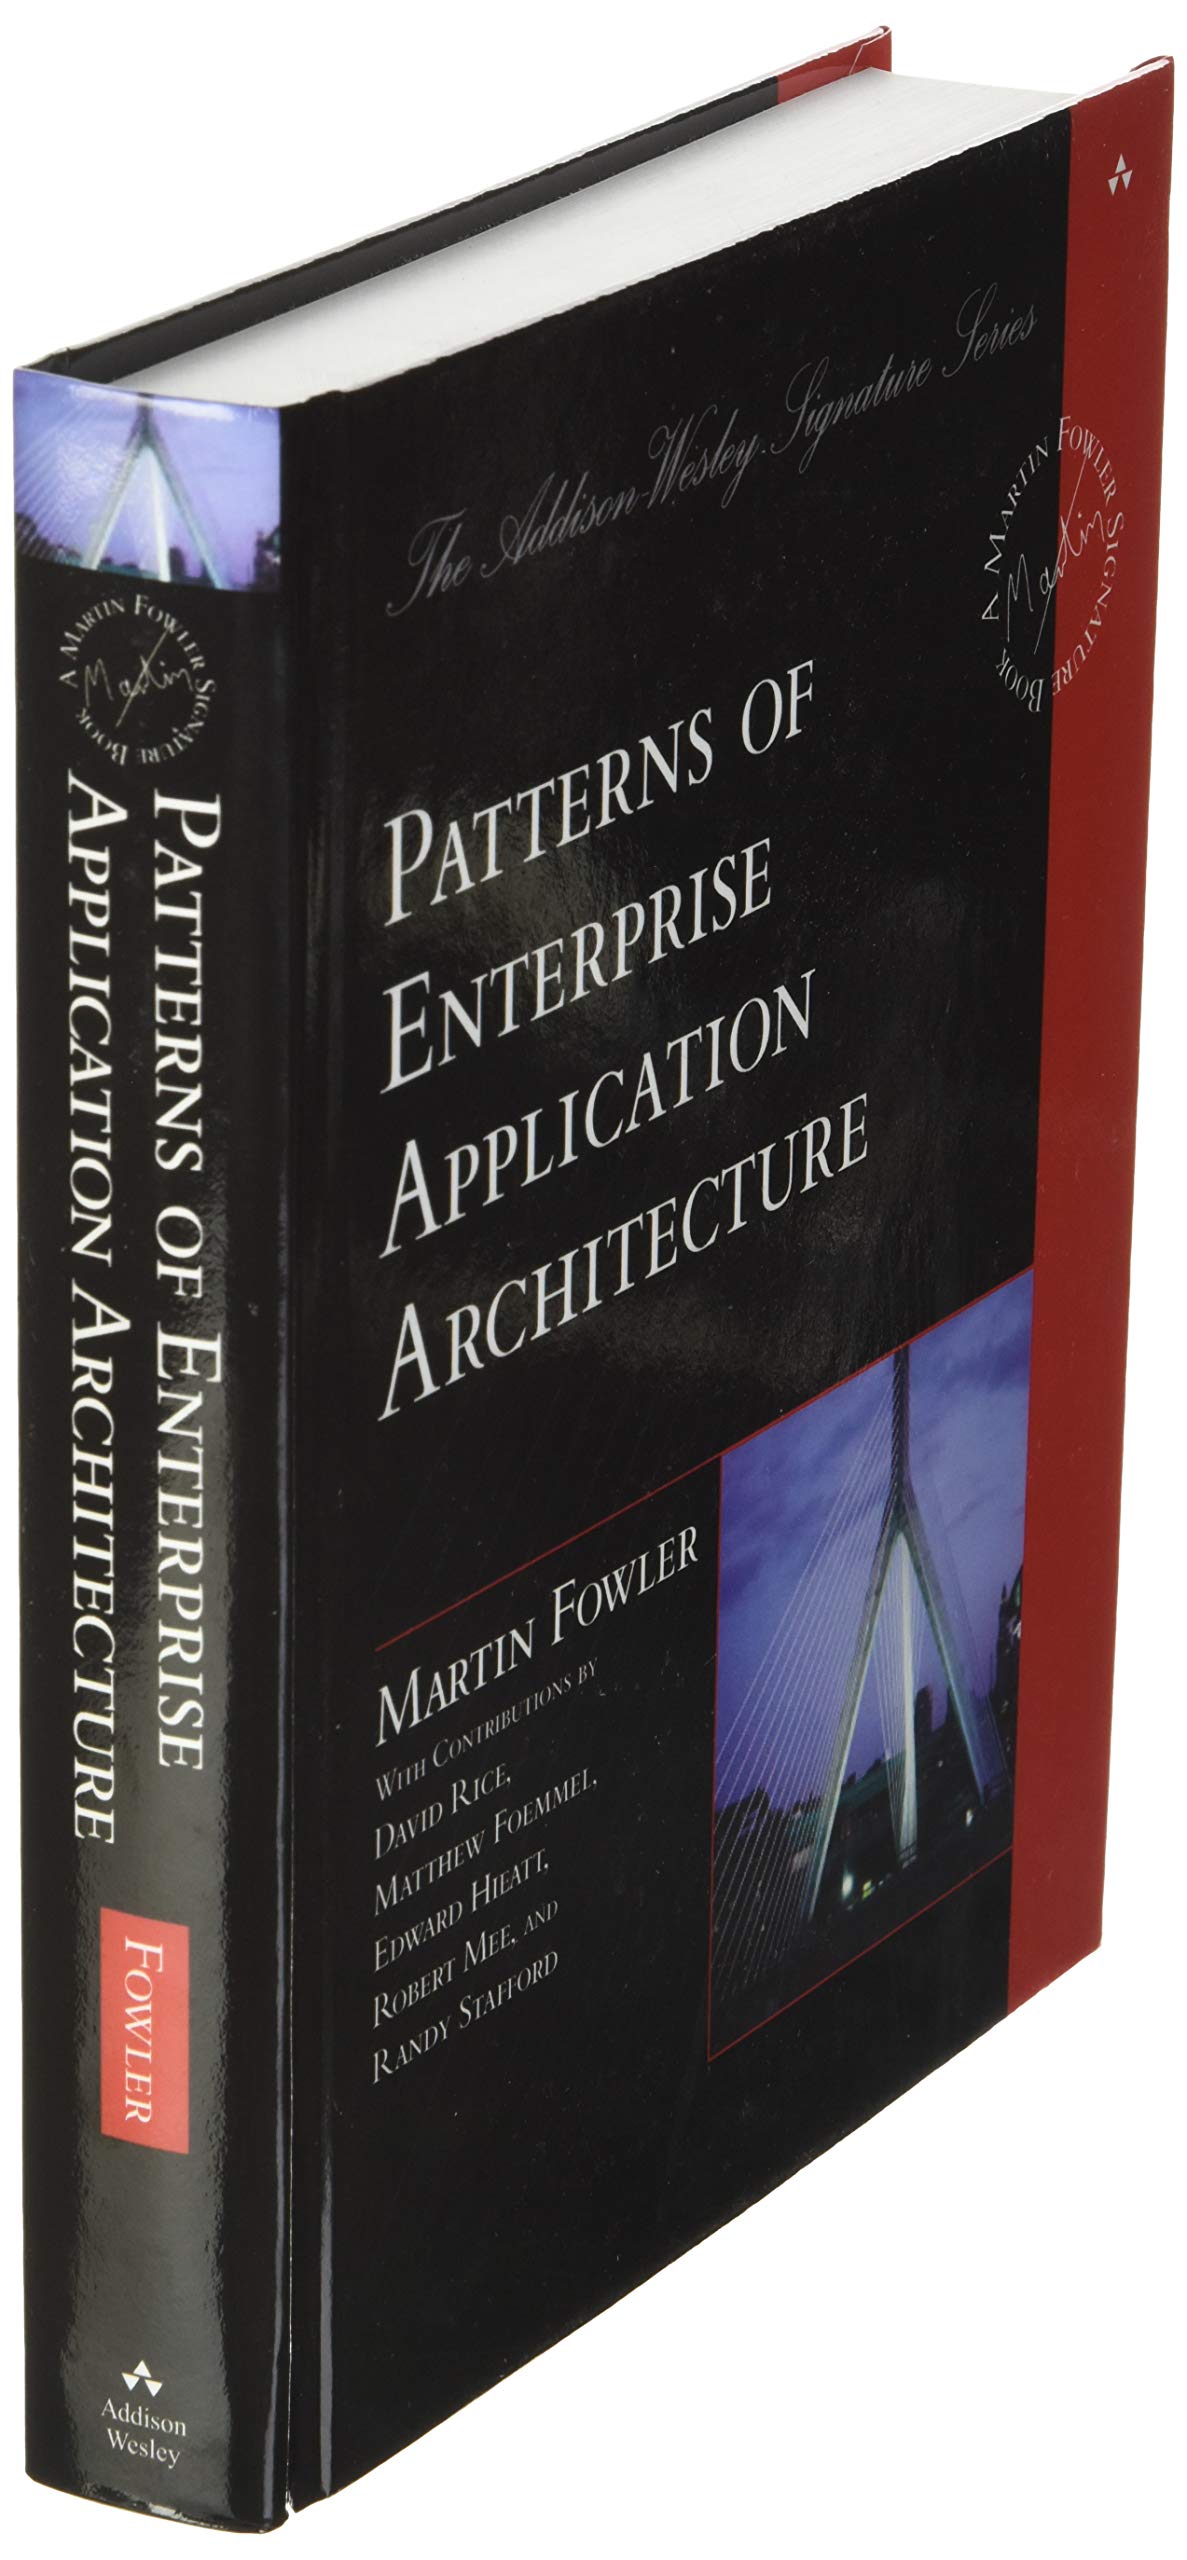 The Addison-Wesley Signature Series
A MARTIN FOWLER SIGNATURE BOOK
Martin
PATTERNS OF
ENTERPRISE
APPLICATION
ARCHITECTURE
MARTIN FOWLER
WITH CONTRIBUTIONS BY
DAVID RICE,
MATTHEW FOEMMEL,
EDWARD HIEATT,
ROBERT MEE, AND
RANDY STAFFORD
A MARTIN FOWLER SIGNATURE BOOK
Martin
PATTERNS OF ENTERPRISE
APPLICATION ARCHITECTURE
FOWLER
Addison
Wesley